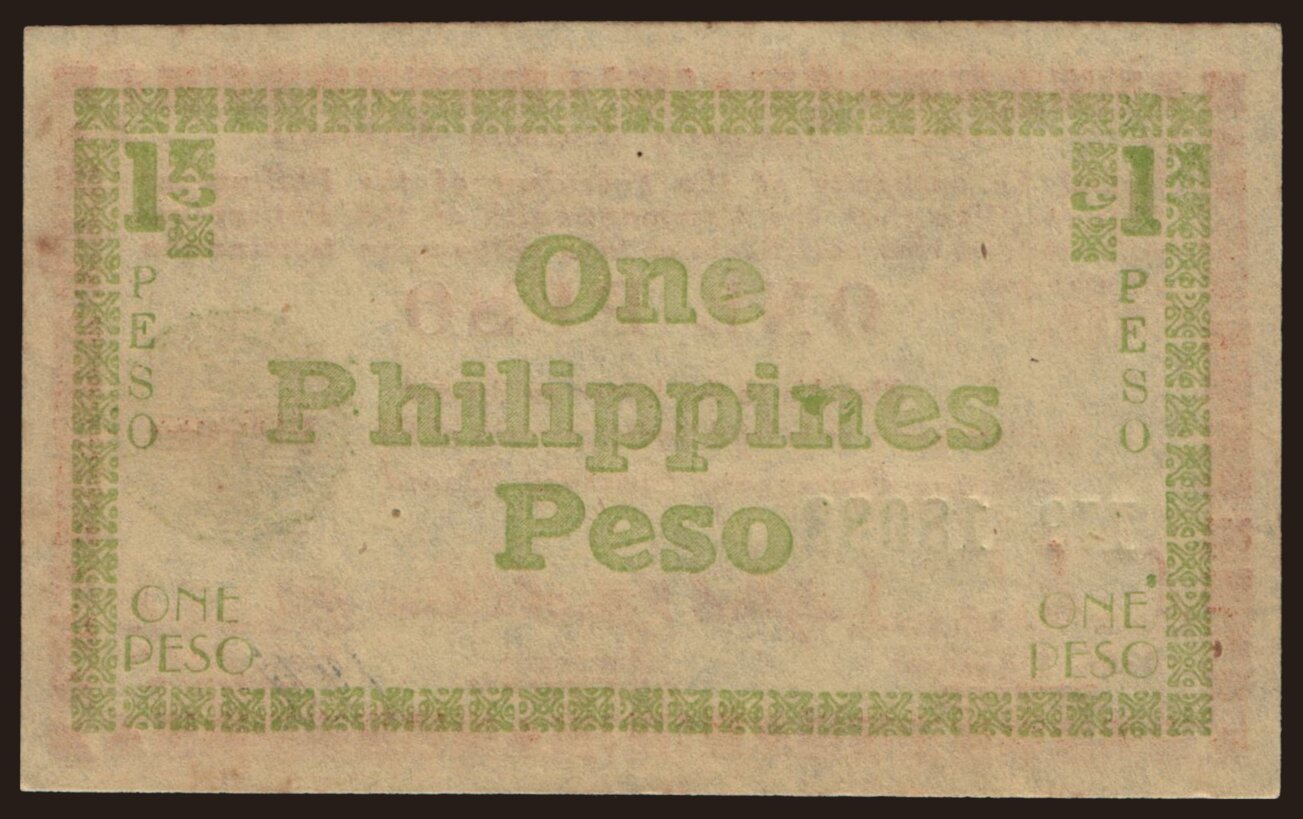 1 1
PESO PESO
One
Philippines
Peso
ONE ONE
PESO PESO